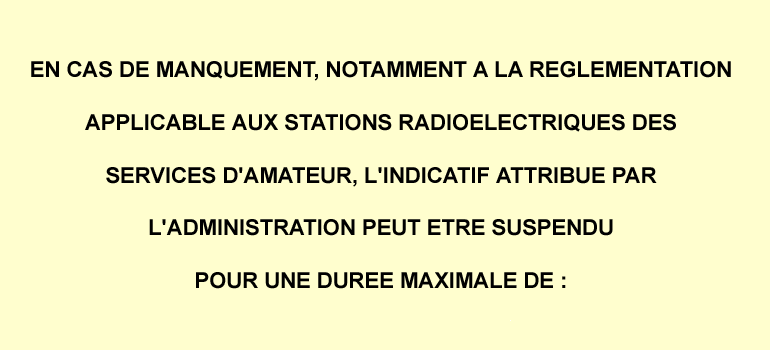 EN CAS DE MANQUEMENT, NOTAMMENT A LA REGLEMENTATION
APPLICABLE AUX STATIONS RADIOELECTRIQUES DES
SERVICES D'AMATEUR, L'INDICATIF ATTRIBUE PAR
L'ADMINISTRATION PEUT ETRE SUSPENDU
POUR UNE DUREE MAXIMALE DE :